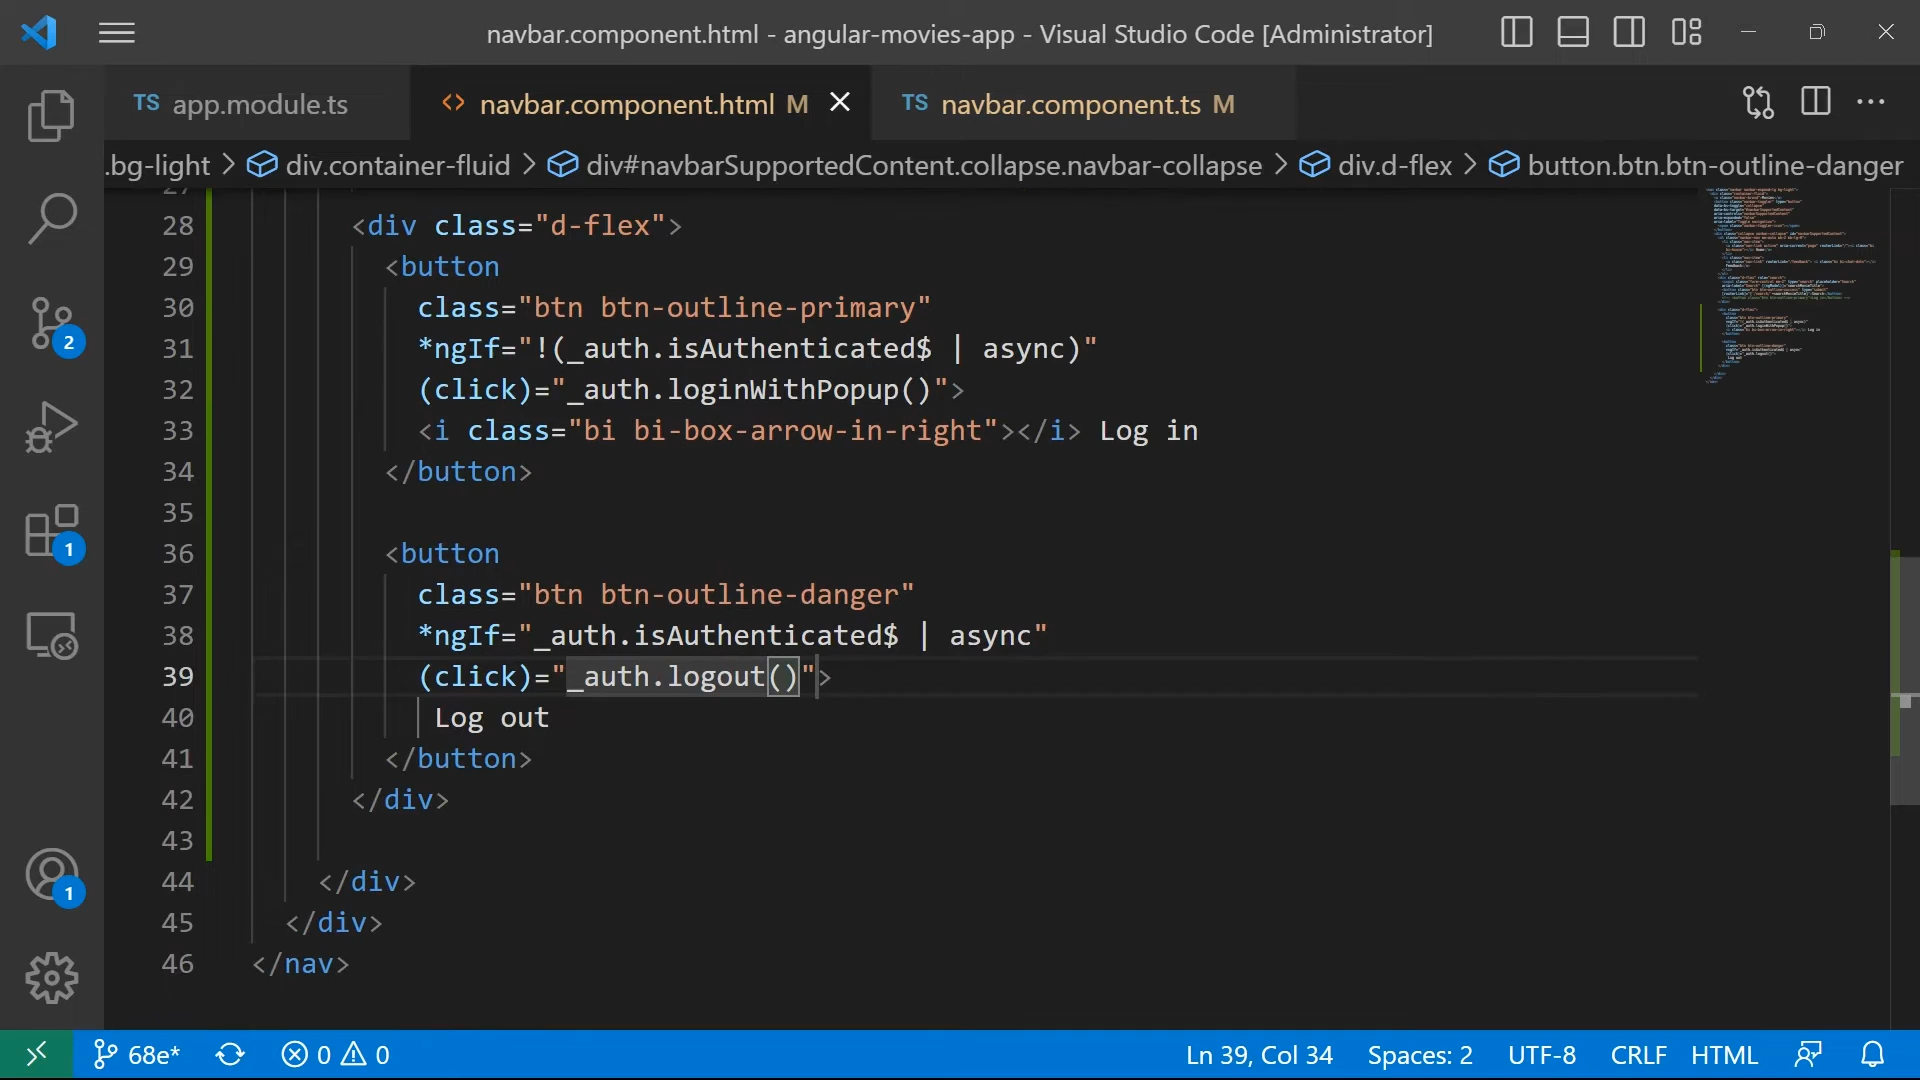 navbar.component.html - angular-movies-app - Visual Studio Code [Administrator]
TS app.module.ts
<> navbar.component.html M
TS navbar.component.ts M
.bg-light > div.container-fluid > div#navbarSupportedContent.collapse.navbar-collapse > div.d-flex > button.btn.btn-outline-danger
27
28 <div class="d-flex">
29 <button
30 class="btn btn-outline-primary"
31 *ngIf="!(_auth.isAuthenticated$ | async)"
32 (click)="_auth.loginWithPopup()">
33 <i class="bi bi-box-arrow-in-right"></i> Log in
34 </button>
35
36 <button
37 class="btn btn-outline-danger"
38 *ngIf="_auth.isAuthenticated$ | async"
39 (click)="_auth.logout()">
40 Log out
41 </button>
42 </div>
43
44 </div>
45 </div>
46 </nav>
2
1
1
68e* 0 0 Ln 39, Col 34 Spaces: 2 UTF-8 CRLF HTML